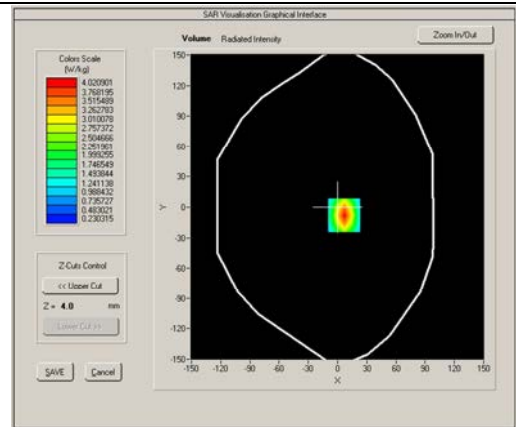 SAR Visualisation Graphical Interface
Volume Radiated Intensity
Zoom In/Out
Colors Scale
(W/kg)
4.020901
3.768195
3.515489
3.262783
3.010078
2.757372
2.504666
2.251961
1.999255
1.746549
1.493844
1.241138
0.988432
0.735727
0.483021
0.230315
Z-Cuts Control
<< Upper Cut
Z = 4.0 mm
Lower Cut >>
SAVE Cancel
Y
150-
120-
90-
60-
30-
0-
-30-
-60-
-90-
-120-
-150-
-150 -120 -90 -60 -30 0 30 60 90 120 150
X